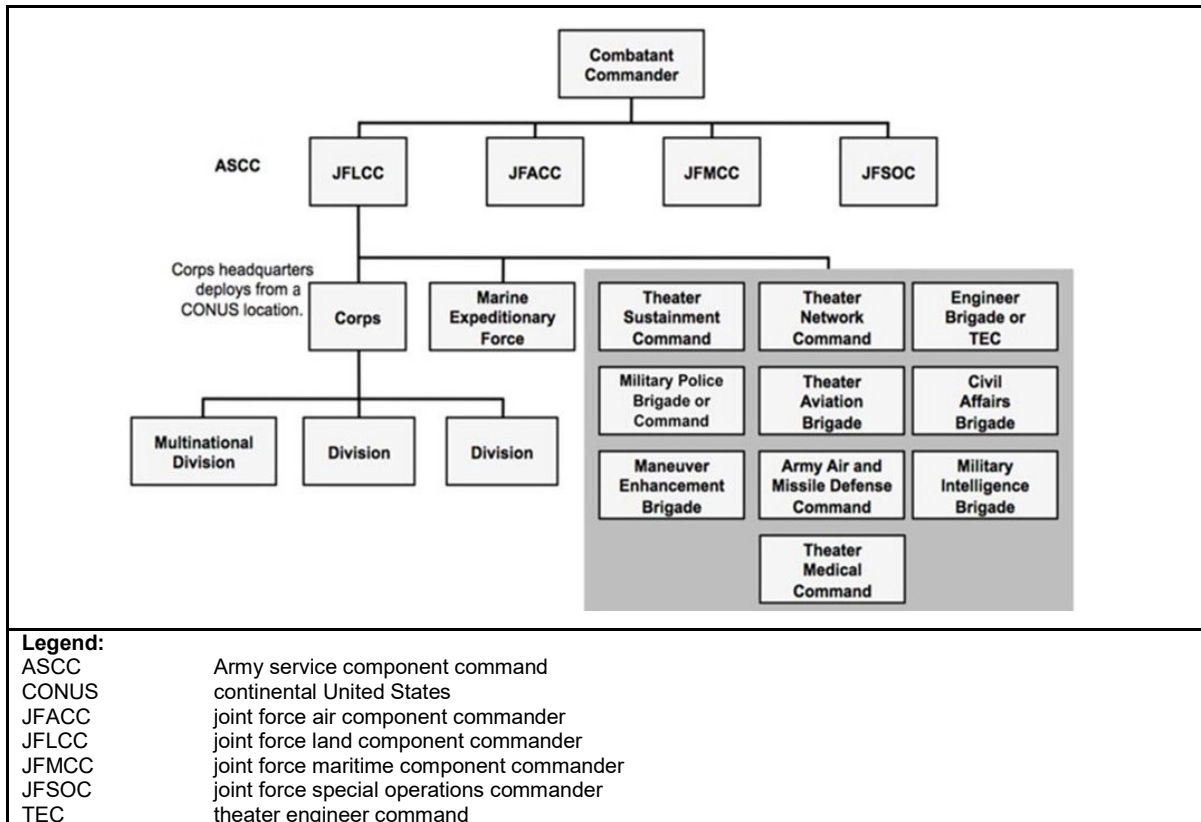 Combatant
Commander
ASCC
JFLCC
JFACC
JFMCC
JFSOC
Corps headquarters
deploys from a
CONUS location.
Corps
Marine
Expeditionary
Force
Theater
Sustainment
Command
Theater
Network
Command
Engineer
Brigade or
TEC
Military Police
Brigade or
Command
Theater
Aviation
Brigade
Civil
Affairs
Brigade
Multinational
Division
Division
Division
Maneuver
Enhancement
Brigade
Army Air and
Missile Defense
Command
Military
Intelligence
Brigade
Theater
Medical
Command
Legend:
ASCC Army service component command
CONUS continental United States
JFACC joint force air component commander
JFLCC joint force land component commander
JFMCC joint force maritime component commander
JFSOC joint force special operations commander
TEC theater engineer command